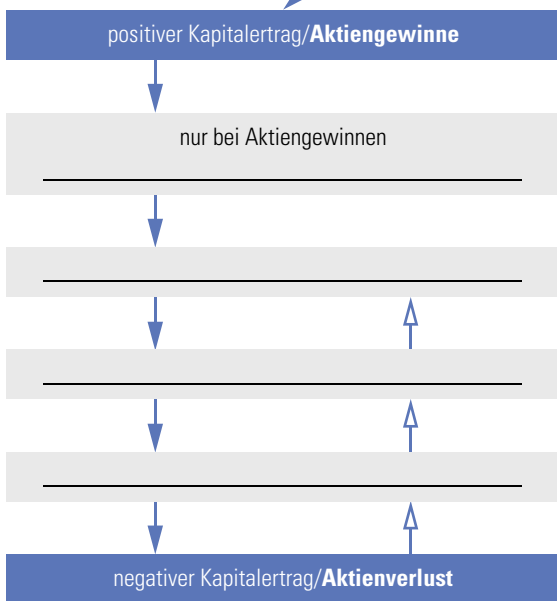 positiver Kapitalertrag/Aktiengewinne
nur bei Aktiengewinnen
negativer Kapitalertrag/Aktienverlust